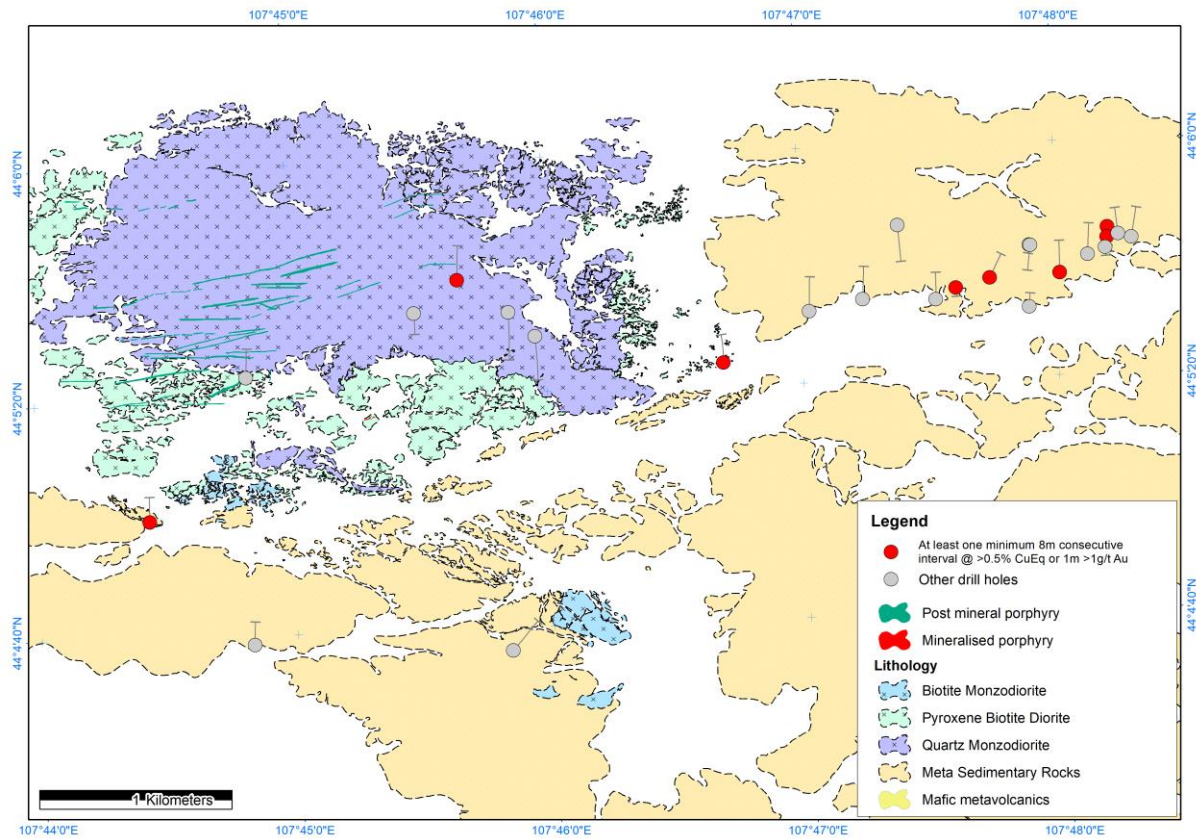 107°45'0"E
107°46'0"E
107°47'0"E
107°48'0"E
44°6'0"N
44°6'0"N
44°5'20"N
44°5'20"N
44°4'40"N
44°4'40"N
Legend
At least one minimum 8m consecutive
interval @ >0.5% CuEq or 1m >1g/t Au
Other drill holes
Post mineral porphyry
Mineralised porphyry
Lithology
Biotite Monzodiorite
Pyroxene Biotite Diorite
Quartz Monzodiorite
Meta Sedimentary Rocks
Mafic metavolcanics
1 Kilometers
107°44'0"E
107°45'0"E
107°46'0"E
107°47'0"E
107°48'0"E